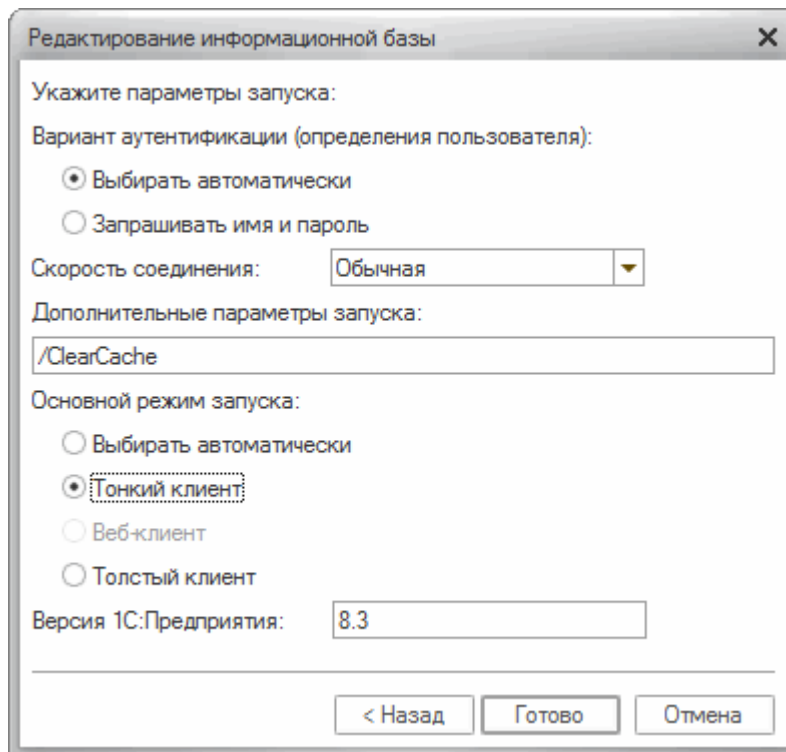 Редактирование информационной базы
Укажите параметры запуска:
Вариант аутентификации (определения пользователя):
Выбирать автоматически
Запрашивать имя и пароль
Скорость соединения: Обычная
Дополнительные параметры запуска:
/ClearCache
Основной режим запуска:
Выбирать автоматически
Тонкий клиент
Веб-клиент
Толстый клиент
Версия 1С:Предприятия: 8.3
< Назад Готово Отмена